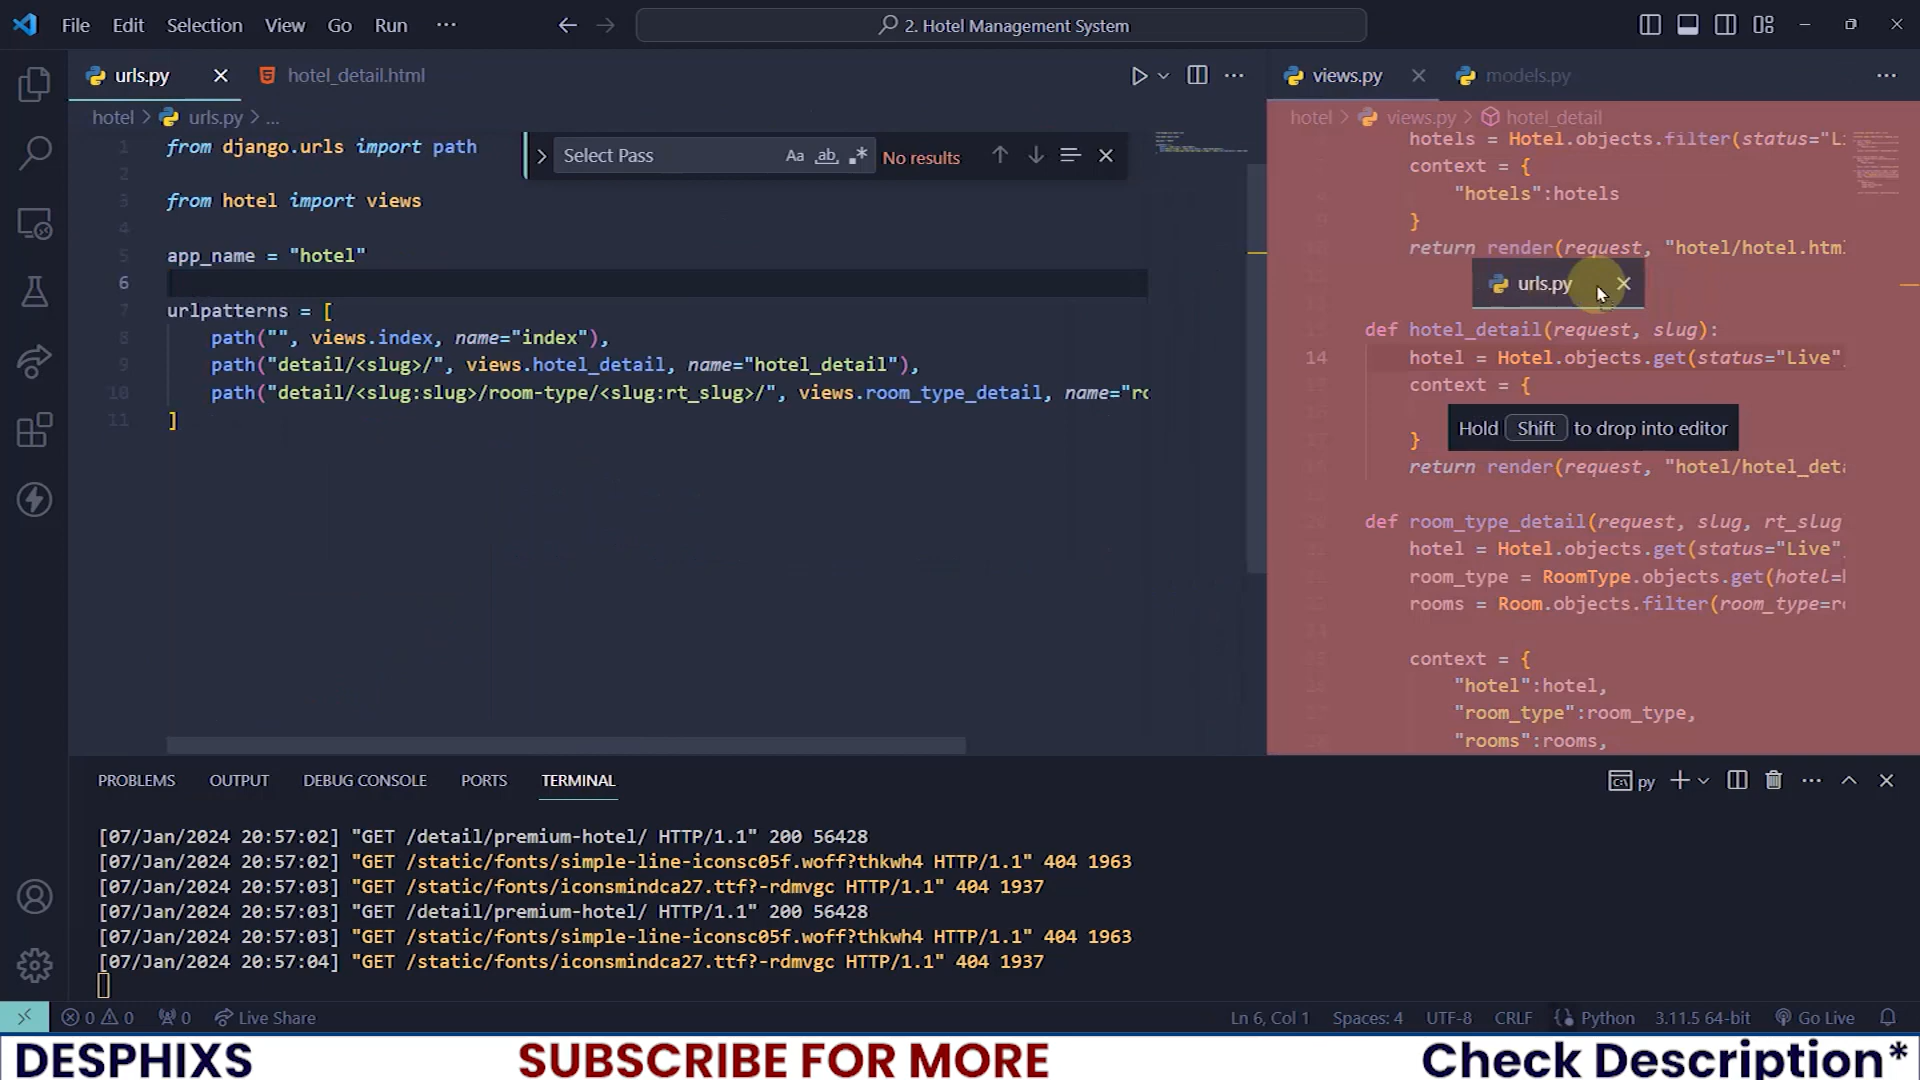 File Edit Selection View Go Run ··· 2. Hotel Management System
urls.py hotel_detail.html
hotel > urls.py > ...
1 from django.urls import path
2
3 from hotel import views
4
5 app_name = "hotel"
6
7 urlpatterns = [
8 path("", views.index, name="index"),
9 path("detail/<slug>/", views.hotel_detail, name="hotel_detail"),
10 path("detail/<slug:slug>/room-type/<slug:rt_slug>/", views.room_type_detail, name="ro
11 ]
Select Pass Aa ab No results
views.py models.py
hotel > views.py > hotel_detail
hotels = Hotel.objects.filter(status="Li
context = {
"hotels":hotels
}
return render(request, "hotel/hotel.htm
urls.py
def hotel_detail(request, slug):
14 hotel = Hotel.objects.get(status="Live"
context = {
Hold Shift to drop into editor
}
return render(request, "hotel/hotel_deta
def room_type_detail(request, slug, rt_slug
hotel = Hotel.objects.get(status="Live"
room_type = RoomType.objects.get(hotel=
rooms = Room.objects.filter(room_type=r
context = {
"hotel":hotel,
"room_type":room_type,
"rooms":rooms,
PROBLEMS OUTPUT DEBUG CONSOLE PORTS TERMINAL py
[07/Jan/2024 20:57:02] "GET /detail/premium-hotel/ HTTP/1.1" 200 56428
[07/Jan/2024 20:57:02] "GET /static/fonts/simple-line-iconsc05f.woff?thkwh4 HTTP/1.1" 404 1963
[07/Jan/2024 20:57:03] "GET /static/fonts/iconsmindca27.ttf?-rdmvgc HTTP/1.1" 404 1937
[07/Jan/2024 20:57:03] "GET /detail/premium-hotel/ HTTP/1.1" 200 56428
[07/Jan/2024 20:57:03] "GET /static/fonts/simple-line-iconsc05f.woff?thkwh4 HTTP/1.1" 404 1963
[07/Jan/2024 20:57:04] "GET /static/fonts/iconsmindca27.ttf?-rdmvgc HTTP/1.1" 404 1937
0 0 0 Live Share Ln 6, Col 1 Spaces: 4 UTF-8 CRLF Python 3.11.5 64-bit Go Live
DESPHIXS SUBSCRIBE FOR MORE Check Description*